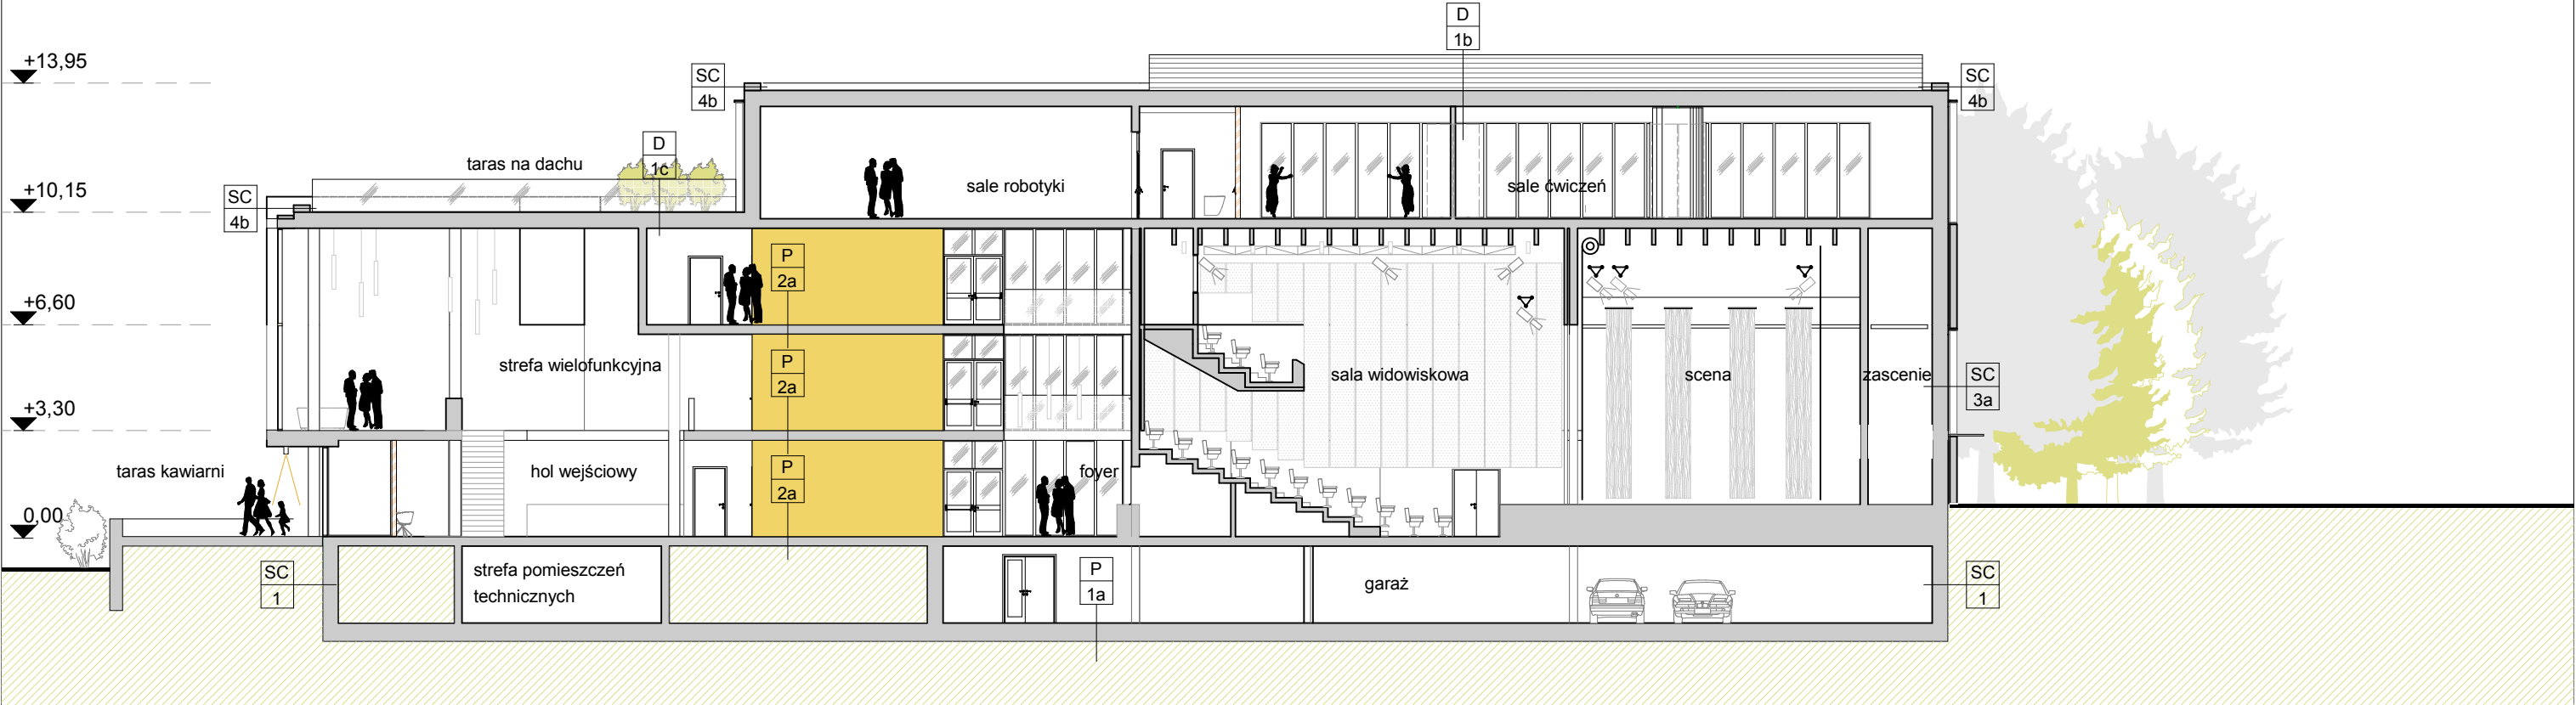 D
1b
+13,95
SC
4b
SC
4b
D
1c
taras na dachu
+10,15
SC
4b
sale robotyki
sale ćwiczeń
P
2a
+6,60
strefa wielofunkcyjna
P
2a
sala widowiskowa
scena
zascenie
SC
3a
+3,30
taras kawiarni
hol wejściowy
P
2a
foyer
0,00
SC
1
strefa pomieszczeń
technicznych
P
1a
garaż
SC
1